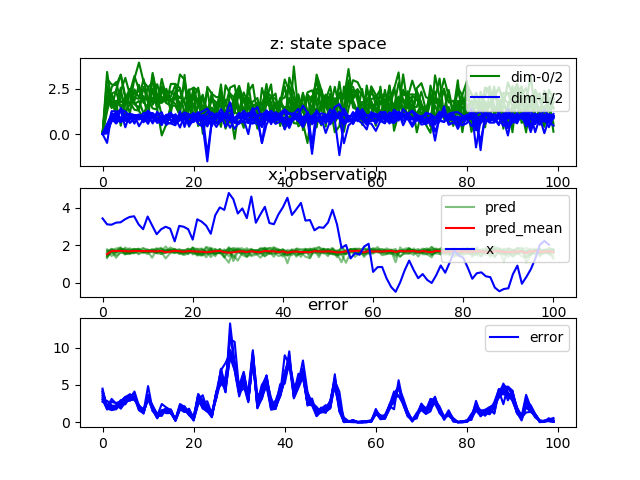 z: state space
2.5
0.0
dim-0/2
dim-1/2
0 20 40 60 80 100
x: observation
4
2
0
pred
pred_mean
x
0 20 40 60 80 100
error
10
5
0
error
0 20 40 60 80 100